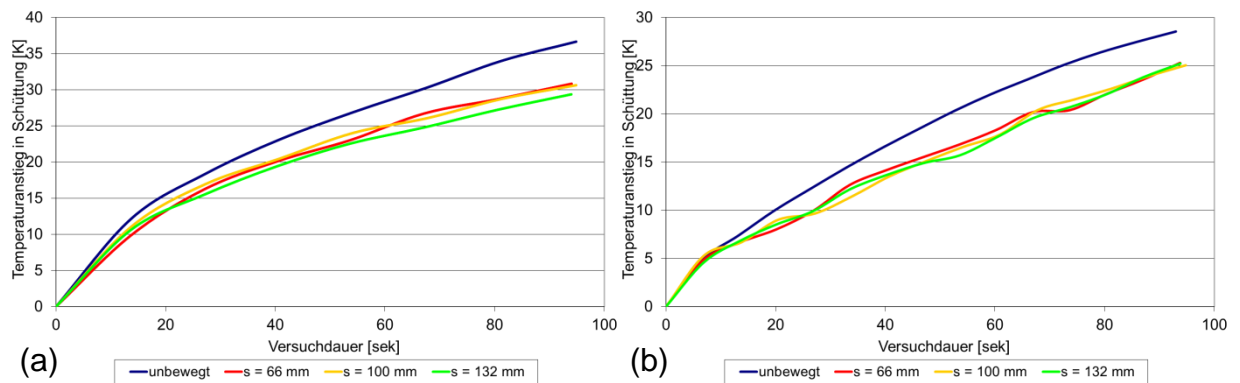 Temperaturanstieg in Schüttung [K]
40
35
30
25
20
15
10
5
0
0 20 40 60 80 100
Versuchdauer [sek]
(a)
unbewegt s = 66 mm s = 100 mm s = 132 mm
Temperaturanstieg in Schüttung [K]
30
25
20
15
10
5
0
0 20 40 60 80 100
Versuchdauer [sek]
(b)
unbewegt s = 66 mm s = 100 mm s = 132 mm